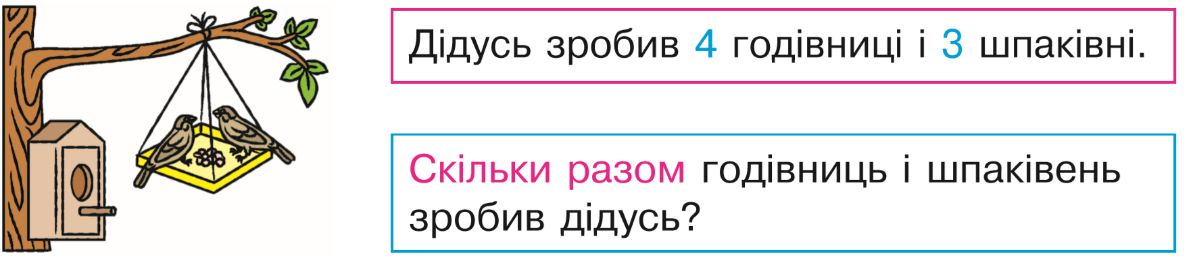 Дідусь зробив 4 годівниці і 3 шпаківні.
Скільки разом годівниць і шпаківень
зробив дідусь?